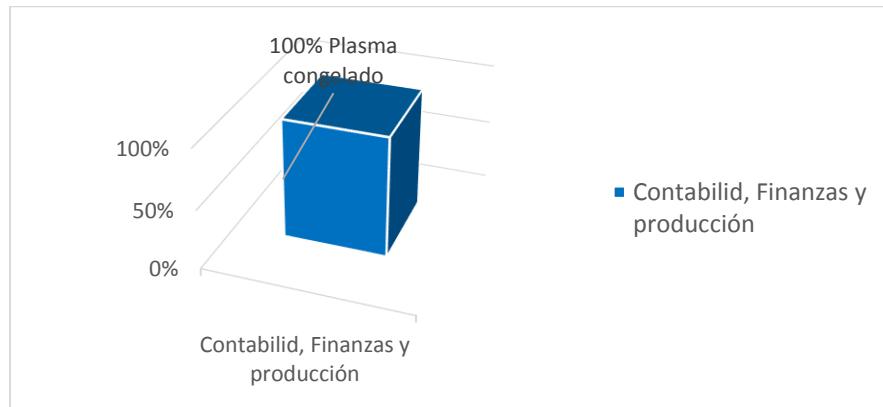 100% Plasma
congelado
100%
50%
0%
Contabilid, Finanzas y
producción
Contabilid, Finanzas y
producción